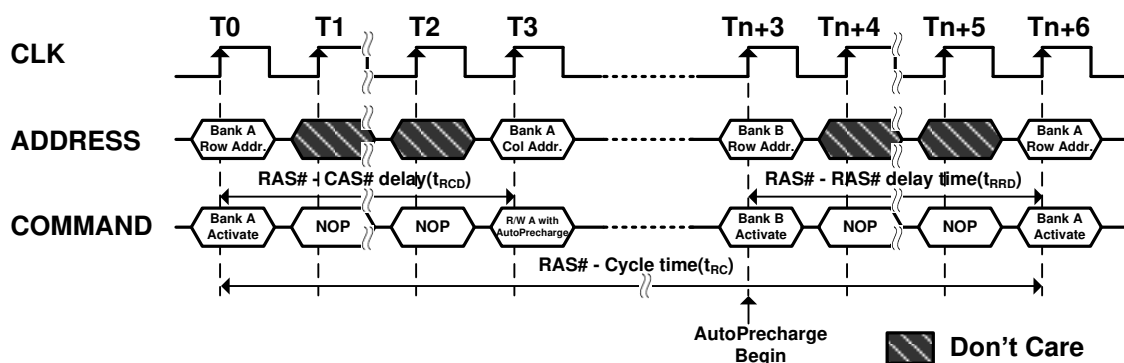 T0 T1 T2 T3 Tn+3 Tn+4 Tn+5 Tn+6
CLK
ADDRESS
Bank A
Row Addr.
Bank A
Col Addr.
Bank B
Row Addr.
Bank A
Row Addr.
RAS# - CAS# delay(tRCD)
RAS# - RAS# delay time(tRRD)
COMMAND
Bank A
Activate
NOP
NOP
R/W A with
AutoPrecharge
Bank B
Activate
NOP
NOP
Bank A
Activate
RAS# - Cycle time(tRC)
AutoPrecharge
Begin
Don't Care